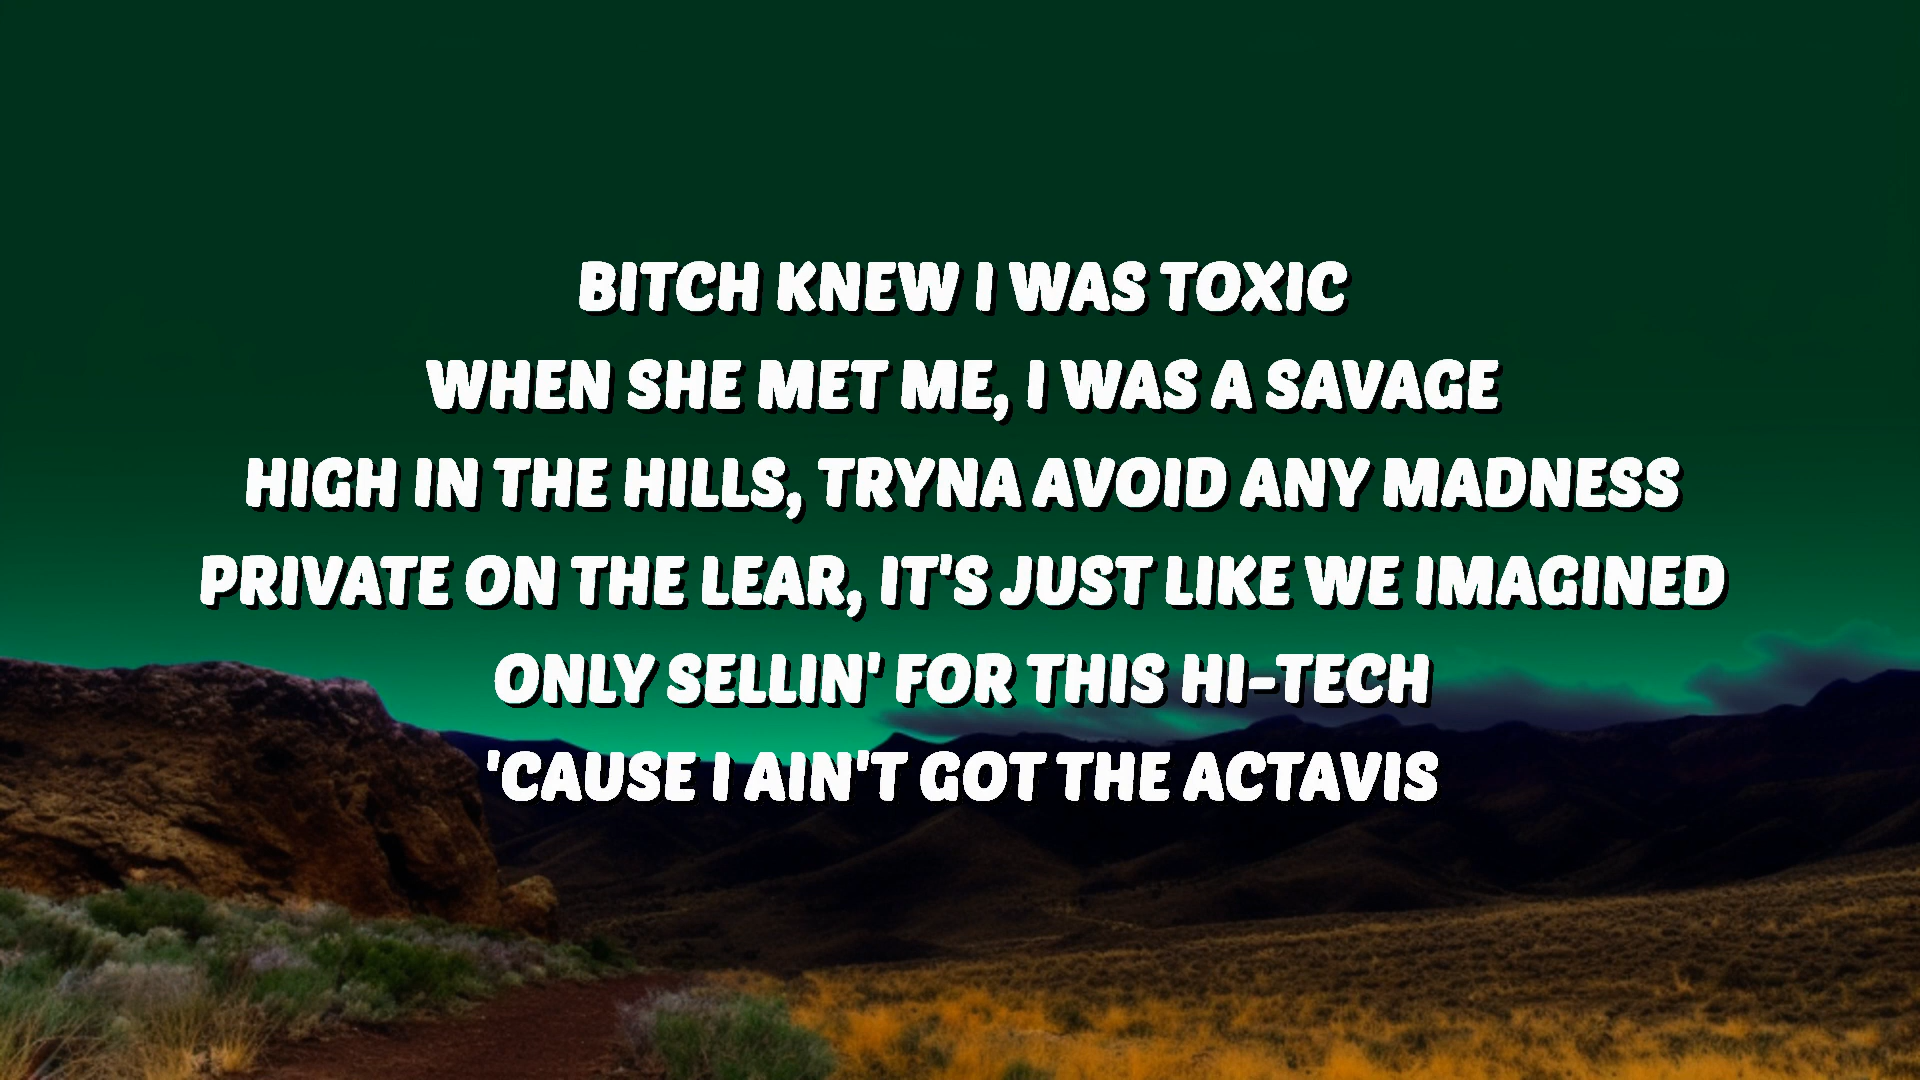 BITCH KNEW I WAS TOXIC
WHEN SHE MET ME, I WAS A SAVAGE
HIGH IN THE HILLS, TRYNA AVOID ANY MADNESS
PRIVATE ON THE LEAR, IT'S JUST LIKE WE IMAGINED
ONLY SELLIN' FOR THIS HI-TECH
'CAUSE I AIN'T GOT THE ACTAVIS